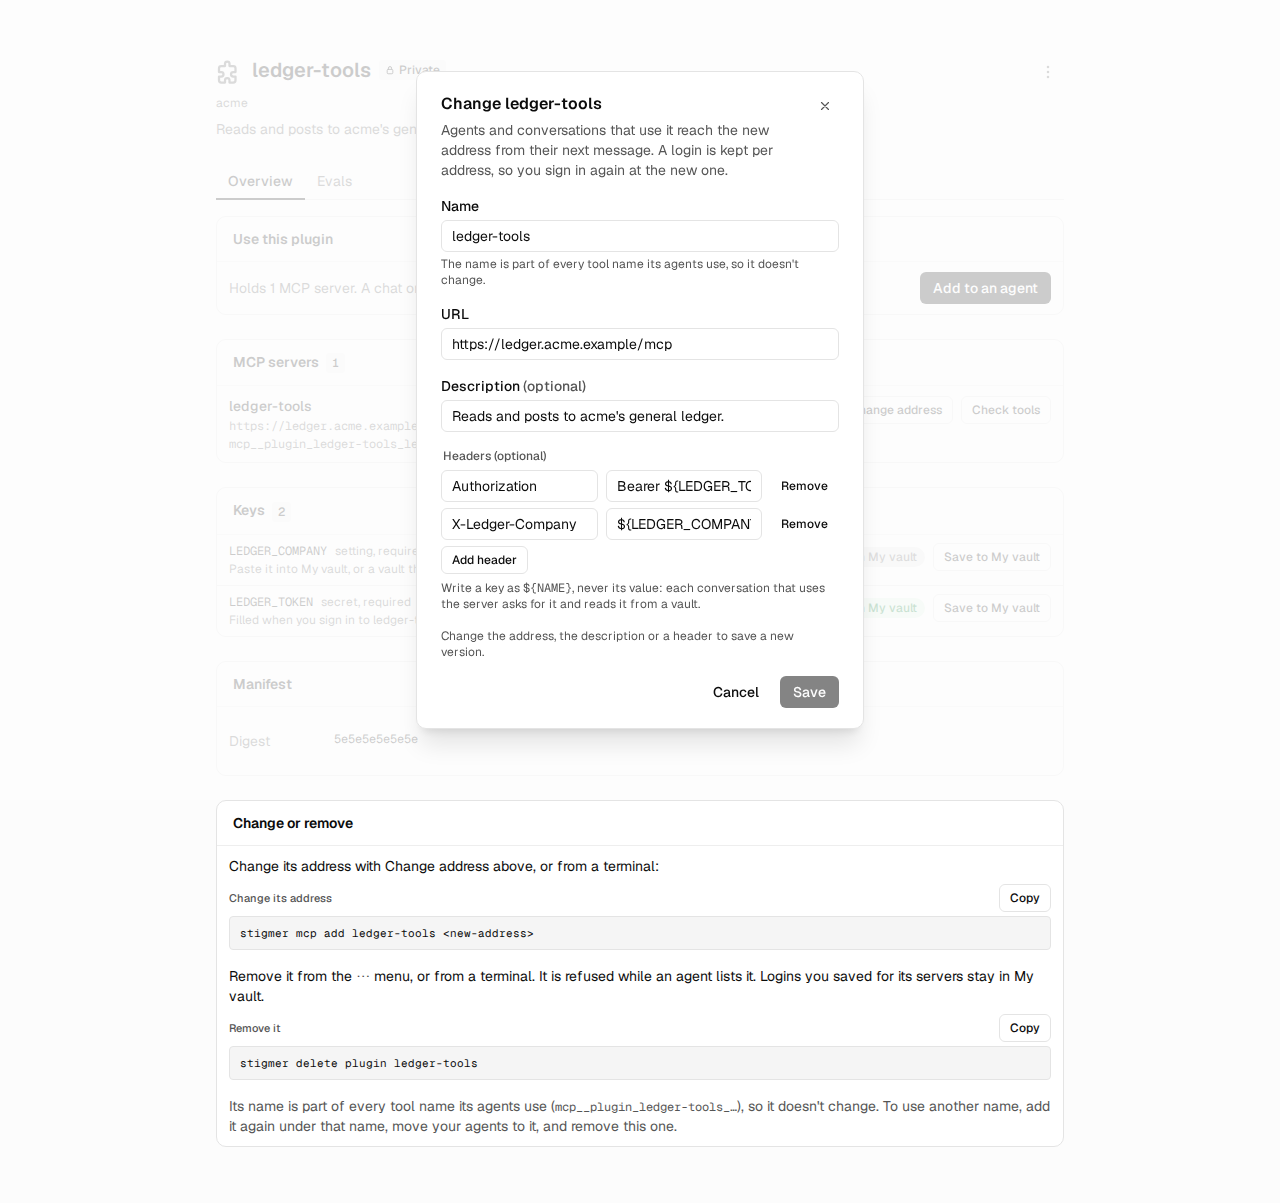 ledger-tools
Private
acme
Reads and posts to acme's gen
Overview
Evals
Use this plugin
Holds 1 MCP server. A chat
Add to an agent
MCP servers 1
ledger-tools
https://ledger.acme.example
mcp__plugin_ledger-tools_le
ange address
Check tools
Keys 2
LEDGER_COMPANY setting, require
Paste it into My vault, or a vault
My vault
Save to My vault
LEDGER_TOKEN secret, required
Filled when you sign in to ledger-
My vault
Save to My vault
Manifest
Digest
5e5e5e5e5e5e
Change ledger-tools
Agents and conversations that use it reach the new
address from their next message. A login is kept per
address, so you sign in again at the new one.
Name
ledger-tools
The name is part of every tool name its agents use, so it doesn't
change.
URL
https://ledger.acme.example/mcp
Description (optional)
Reads and posts to acme's general ledger.
Headers (optional)
Authorization
Bearer ${LEDGER_TO
Remove
X-Ledger-Company
${LEDGER_COMPANY
Remove
Add header
Write a key as ${NAME}, never its value: each conversation that uses
the server asks for it and reads it from a vault.
Change the address, the description or a header to save a new
version.
Cancel
Save
Change or remove
Change its address with Change address above, or from a terminal:
Change its address
Copy
stigmer mcp add ledger-tools <new-address>
Remove it from the ··· menu, or from a terminal. It is refused while an agent lists it. Logins you saved for its servers stay in My
vault.
Remove it
Copy
stigmer delete plugin ledger-tools
Its name is part of every tool name its agents use (mcp__plugin_ledger-tools_…), so it doesn't change. To use another name, add
it again under that name, move your agents to it, and remove this one.